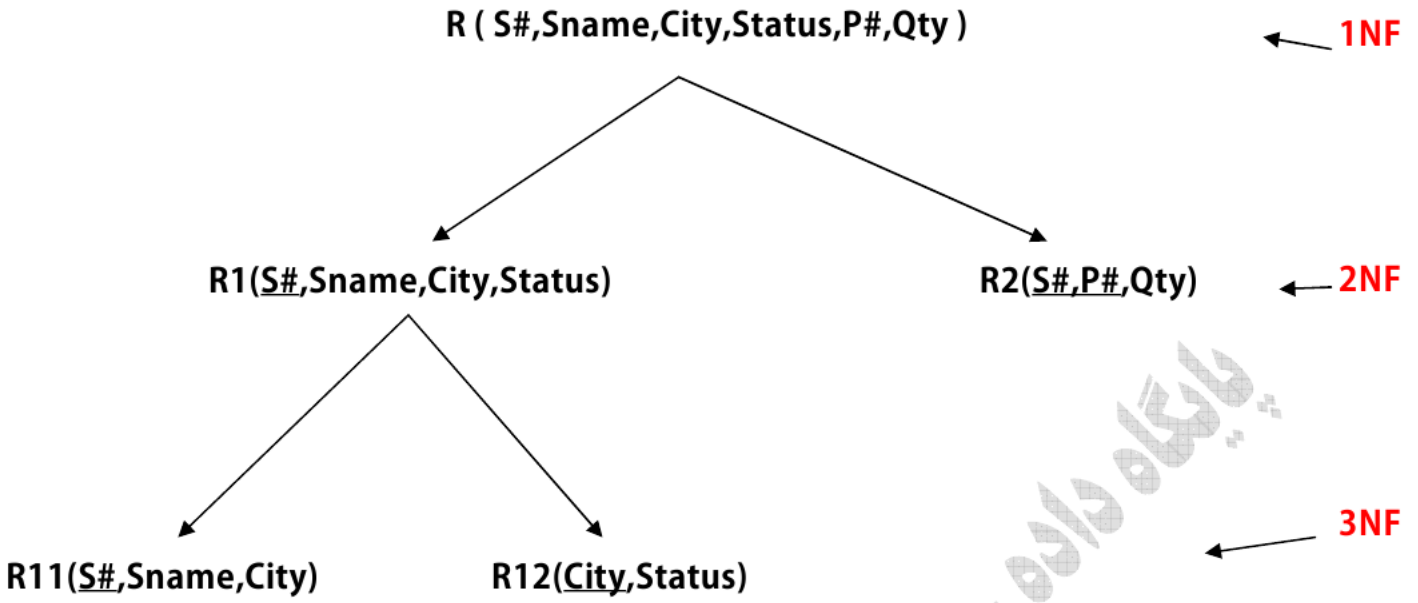 R ( S#,Sname,City,Status,P#,Qty )
1NF
R1(S#,Sname,City,Status)
R2(S#,P#,Qty)
2NF
پایگاه داده
3NF
R11(S#,Sname,City)
R12(City,Status)